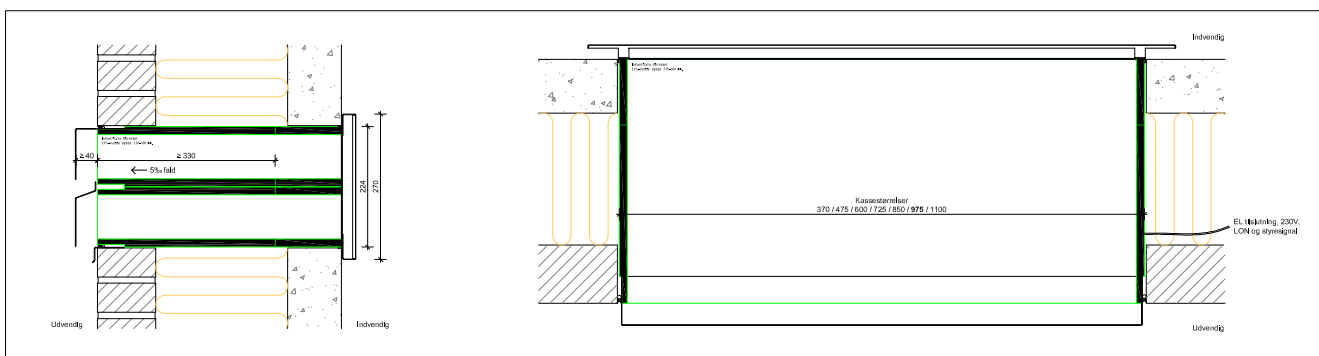 ≥ 40
≥ 330
5‰ fald
224
270
Udvendig
Indvendig
Indvendig
Kassestørrelser
370 / 475 / 600 / 725 / 850 / 975 / 1100
EL tilslutning, 230V,
LON og styresignal
Udvendig